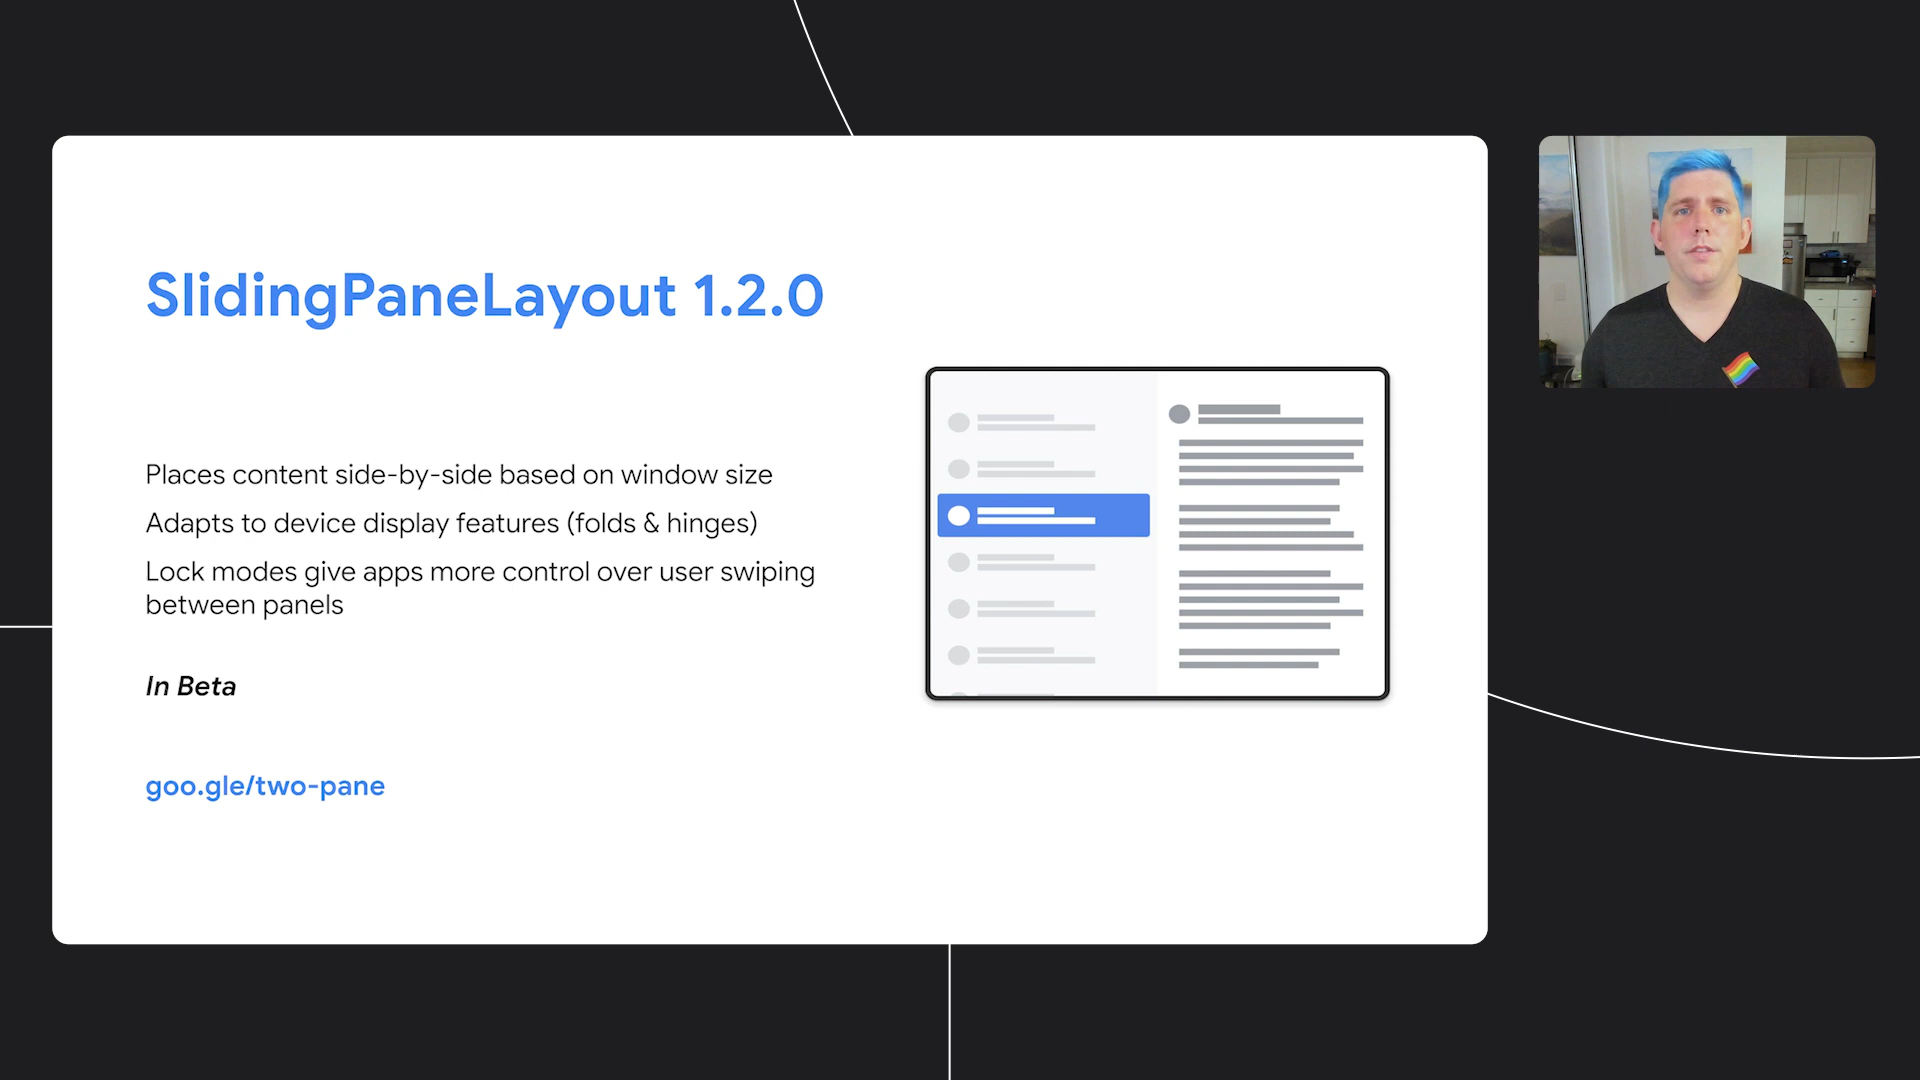 SlidingPaneLayout 1.2.0
Places content side-by-side based on window size
Adapts to device display features (folds & hinges)
Lock modes give apps more control over user swiping
between panels
In Beta
goo.gle/two-pane